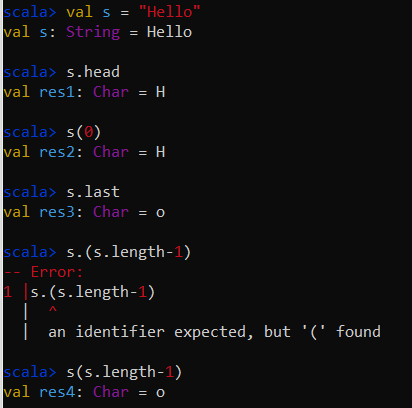 scala> val s = "Hello"
val s: String = Hello
scala> s.head
val res1: Char = H
scala> s(0)
val res2: Char = H
scala> s.last
val res3: Char = o
scala> s.(s.length-1)
-- Error:
1 |s.(s.length-1)
|  ^
|  an identifier expected, but '(' found
scala> s(s.length-1)
val res4: Char = o